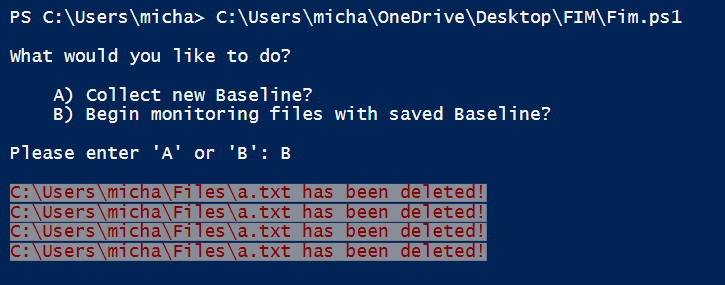 PS C:\Users\micha> C:\Users\micha\OneDrive\Desktop\FIM\Fim.ps1
What would you like to do?
A) Collect new Baseline?
B) Begin monitoring files with saved Baseline?
Please enter 'A' or 'B': B
C:\Users\micha\Files\a.txt has been deleted!
C:\Users\micha\Files\a.txt has been deleted!
C:\Users\micha\Files\a.txt has been deleted!
C:\Users\micha\Files\a.txt has been deleted!